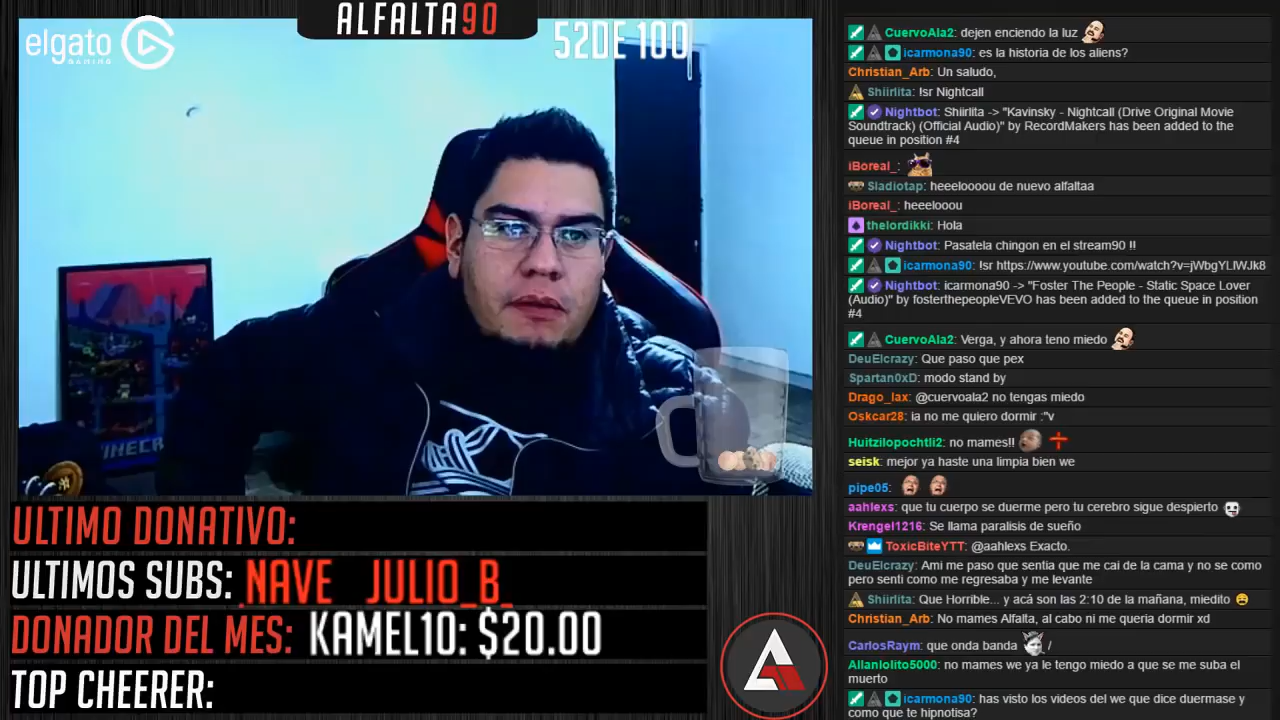 elgato
GAMING
ALFALTA90
52DE 100
MINECR
ULTIMO DONATIVO:
ULTIMOS SUBS: NAVE JULIO_B_
DONADOR DEL MES: KAMEL10: $20.00
TOP CHEERER:
CuervoAla2: dejen enciendo la luz
icarmona90: es la historia de los aliens?
Christian_Arb: Un saludo,
Shiirlita: !sr Nightcall
Nightbot: Shiirlita -> "Kavinsky - Nightcall (Drive Original Movie
Soundtrack) (Official Audio)" by RecordMakers has been added to the
queue in position #4
iBoreal_:
Sladiotap: heeeloooou de nuevo alfaltaa
iBoreal_: heeelooou
thelordikki: Hola
Nightbot: Pasatela chingon en el stream90 !!
icarmona90: !sr https://www.youtube.com/watch?v=jWbgYLIWJk8
Nightbot: icarmona90 -> "Foster The People - Static Space Lover
(Audio)" by fosterthepeopleVEVO has been added to the queue in position
#4
CuervoAla2: Verga, y ahora teno miedo
DeuElcrazy: Que paso que pex
Spartan0xD: modo stand by
Drago_lax: @cuervoala2 no tengas miedo
Oskcar28: ia no me quiero dormir :"v
Huitzilopochtli2: no mames!!
seisk: mejor ya haste una limpia bien we
pipe05:
aahlexs: que tu cuerpo se duerme pero tu cerebro sigue despierto
Krengel1216: Se llama paralisis de sueño
ToxicBiteYTT: @aahlexs Exacto.
DeuElcrazy: Ami me paso que sentia que me cai de la cama y no se como
pero senti como me regresaba y me levante
Shiirlita: Que Horrible... y acá son las 2:10 de la mañana, miedito
Christian_Arb: No mames Alfalta, al cabo ni me queria dormir xd
CarlosRaym: que onda banda /
Allanlolito5000: no mames we ya le tengo miedo a que se me suba el
muerto
icarmona90: has visto los videos del we que dice duermase y
como que te hipnotisa?